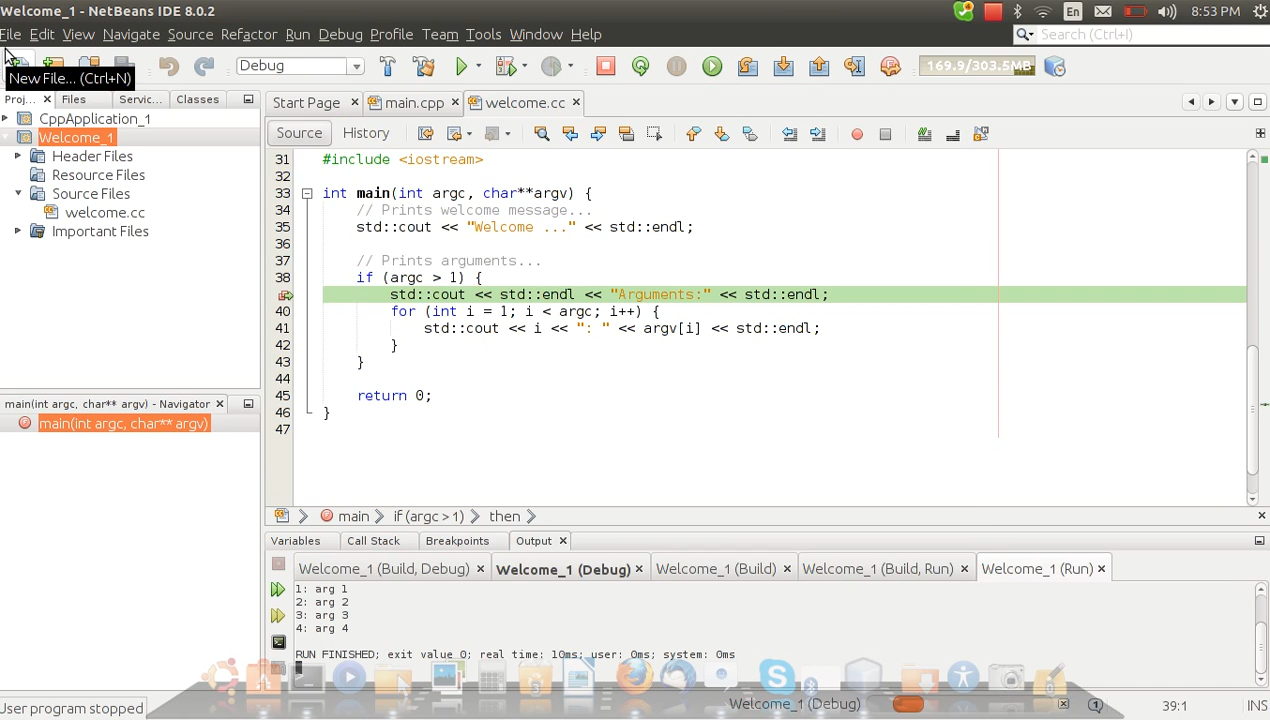 Welcome_1 - NetBeans IDE 8.0.2
En
8:53 PM
File Edit View Navigate Source Refactor Run Debug Profile Team Tools Window Help
Search (Ctrl+I)
Debug
169.9/303.5MB
New File... (Ctrl+N)
Proj... Files Servic... Classes
Start Page main.cpp welcome.cc
CppApplication_1
Welcome_1
Header Files
Resource Files
Source Files
welcome.cc
Important Files
Source History
31 #include <iostream>
32
33 int main(int argc, char**argv) {
34 // Prints welcome message...
35 std::cout << "Welcome ..." << std::endl;
36
37 // Prints arguments...
38 if (argc > 1) {
std::cout << std::endl << "Arguments:" << std::endl;
40 for (int i = 1; i < argc; i++) {
41 std::cout << i << ": " << argv[i] << std::endl;
42 }
43 }
44
45 return 0;
46 }
47
main(int argc, char** argv) - Navigator
main(int argc, char** argv)
main if (argc > 1) then
Variables Call Stack Breakpoints Output
Welcome_1 (Build, Debug) Welcome_1 (Debug) Welcome_1 (Build) Welcome_1 (Build, Run) Welcome_1 (Run)
1: arg 1
2: arg 2
3: arg 3
4: arg 4
RUN FINISHED; exit value 0; real time: 10ms; user: 0ms; system: 0ms
User program stopped
Welcome_1 (Debug)
1
39:1
INS